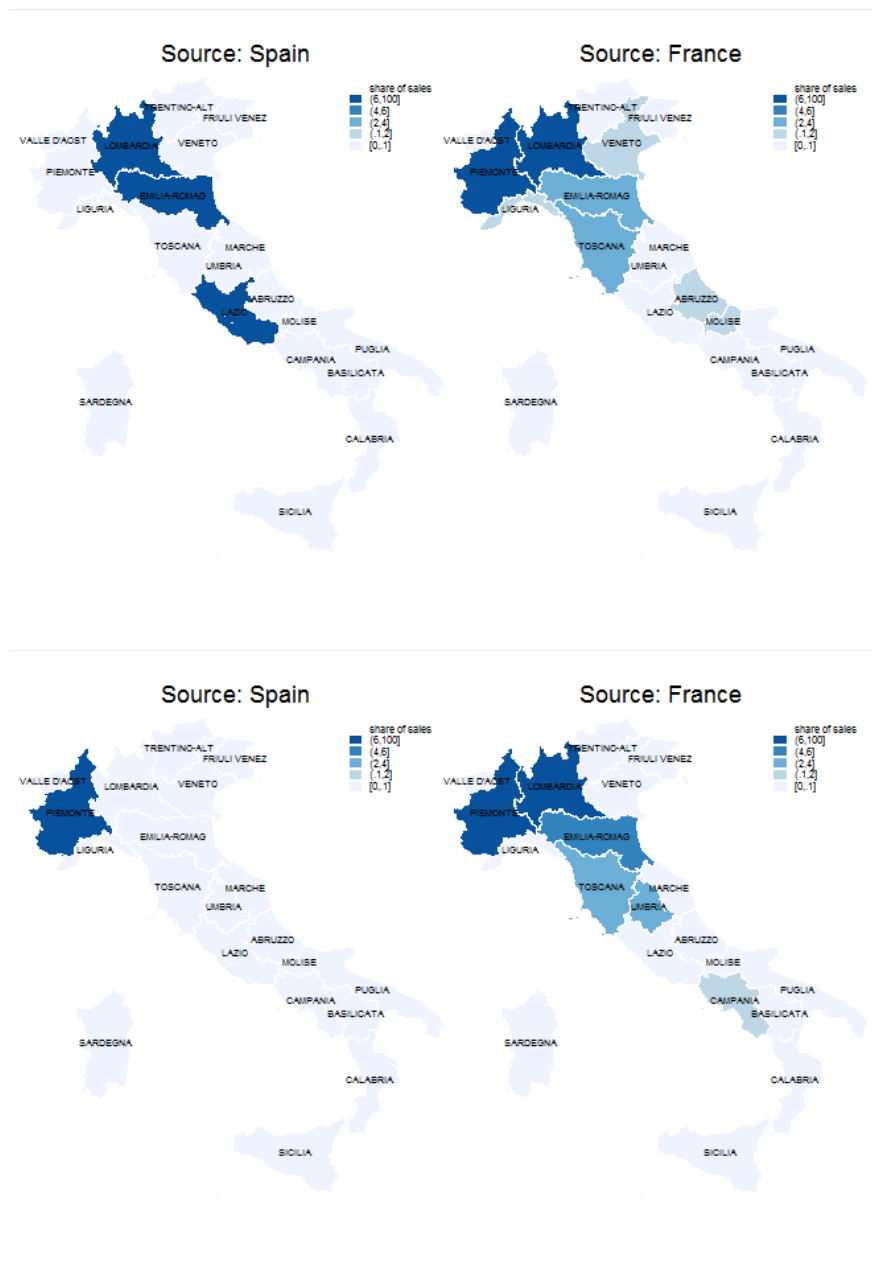 Source: Spain
share of sales
(6,100]
(4,6]
(2,4]
(.1,2]
[0,.1]
TRENTINO-ALT
FRIULI VENEZ
VALLE D'AOST
LOMBARDIA
VENETO
PIEMONTE
EMILIA-ROMAG
LIGURIA
TOSCANA
MARCHE
UMBRIA
LAZIO
ABRUZZO
MOLISE
PUGLIA
CAMPANIA
BASILICATA
SARDEGNA
CALABRIA
SICILIA
Source: France
share of sales
(6,100]
(4,6]
(2,4]
(.1,2]
[0,.1]
TRENTINO-ALT
FRIULI VENEZ
VALLE D'AOST
LOMBARDIA
VENETO
PIEMONTE
EMILIA-ROMAG
LIGURIA
TOSCANA
MARCHE
UMBRIA
LAZIO
ABRUZZO
MOLISE
PUGLIA
CAMPANIA
BASILICATA
SARDEGNA
CALABRIA
SICILIA
Source: Spain
share of sales
(6,100]
(4,6]
(2,4]
(.1,2]
[0,.1]
TRENTINO-ALT
FRIULI VENEZ
VALLE D'AOST
LOMBARDIA
VENETO
PIEMONTE
EMILIA-ROMAG
LIGURIA
TOSCANA
MARCHE
UMBRIA
LAZIO
ABRUZZO
MOLISE
PUGLIA
CAMPANIA
BASILICATA
SARDEGNA
CALABRIA
SICILIA
Source: France
share of sales
(6,100]
(4,6]
(2,4]
(.1,2]
[0,.1]
TRENTINO-ALT
FRIULI VENEZ
VALLE D'AOST
LOMBARDIA
VENETO
PIEMONTE
EMILIA-ROMAG
LIGURIA
TOSCANA
MARCHE
UMBRIA
LAZIO
ABRUZZO
MOLISE
PUGLIA
CAMPANIA
BASILICATA
SARDEGNA
CALABRIA
SICILIA